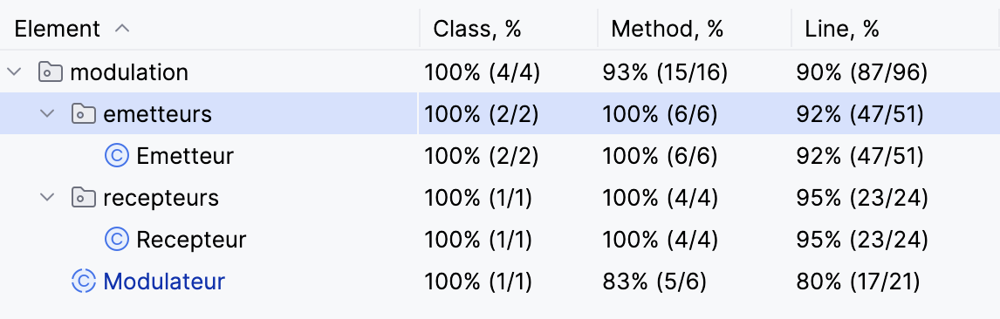 Element Class, % Method, % Line, %
modulation 100% (4/4) 93% (15/16) 90% (87/96)
emetteurs 100% (2/2) 100% (6/6) 92% (47/51)
Emetteur 100% (2/2) 100% (6/6) 92% (47/51)
recepteurs 100% (1/1) 100% (4/4) 95% (23/24)
Recepteur 100% (1/1) 100% (4/4) 95% (23/24)
Modulateur 100% (1/1) 83% (5/6) 80% (17/21)